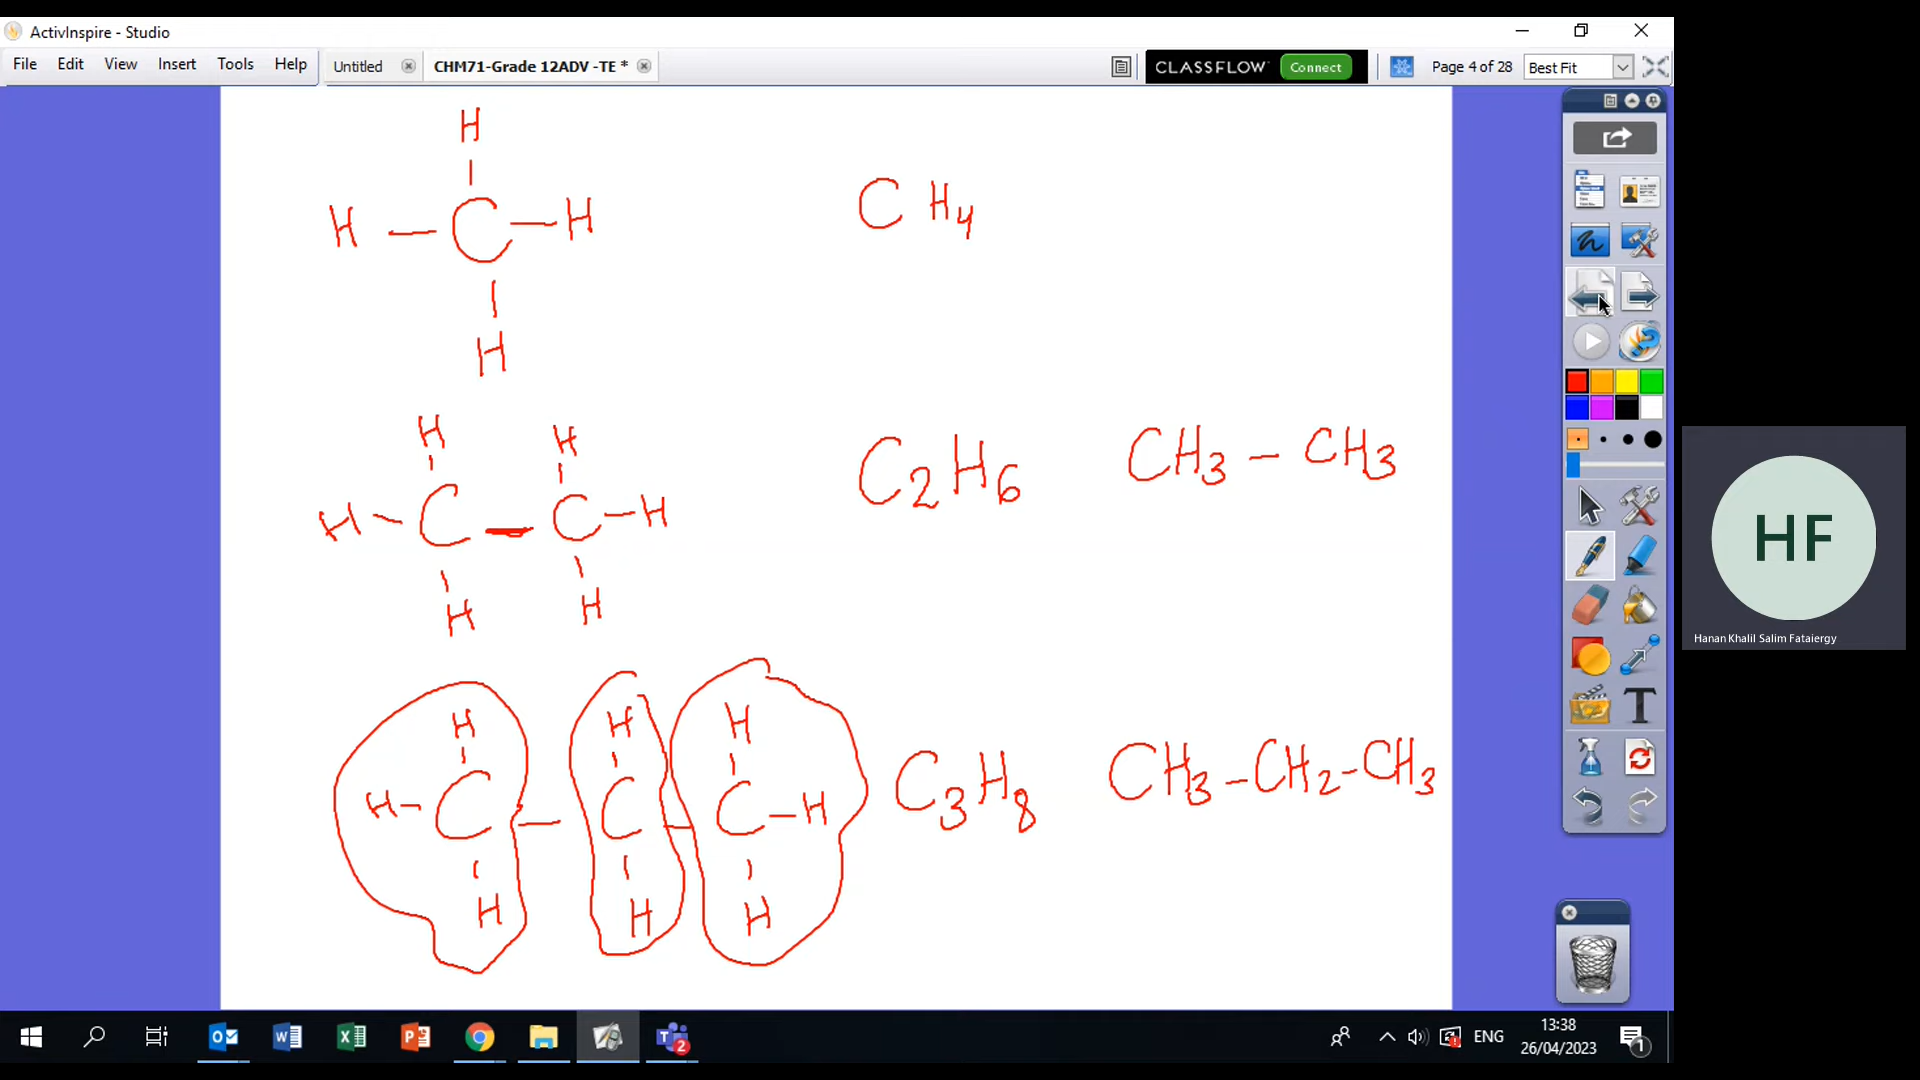 ActivInspire - Studio
File Edit View Insert Tools Help
Untitled
CHM71-Grade 12ADV -TE *
CLASSFLOW Connect
Page 4 of 28
Best Fit
H
H — C — H
H
CH4
H H
H — C — C — H
H H
C2H6
CH3 - CH3
H H H
H - C — C - C - H
H H H
C3H8
CH3 - CH2 - CH3
T
HF
Hanan Khalil Salim Fataiergy
ENG
13:38
26/04/2023
1
2